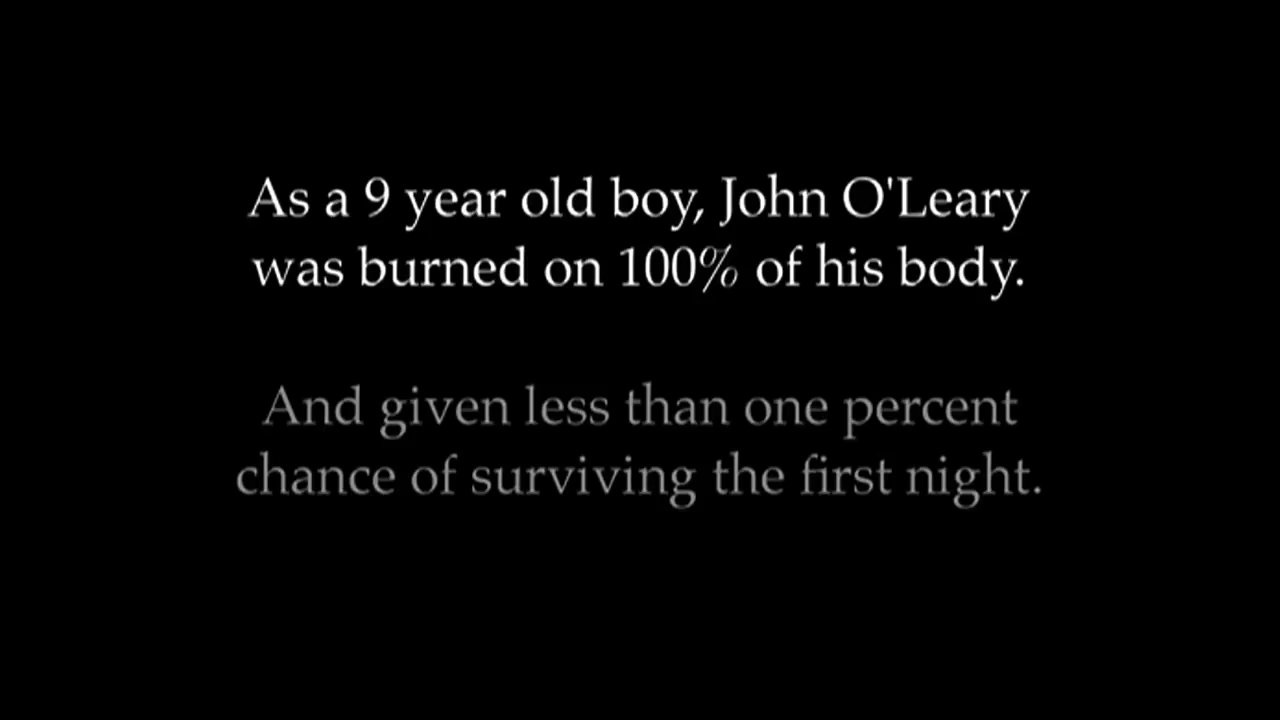 As a 9 year old boy, John O'Leary
was burned on 100% of his body.
And given less than one percent
chance of surviving the first night.